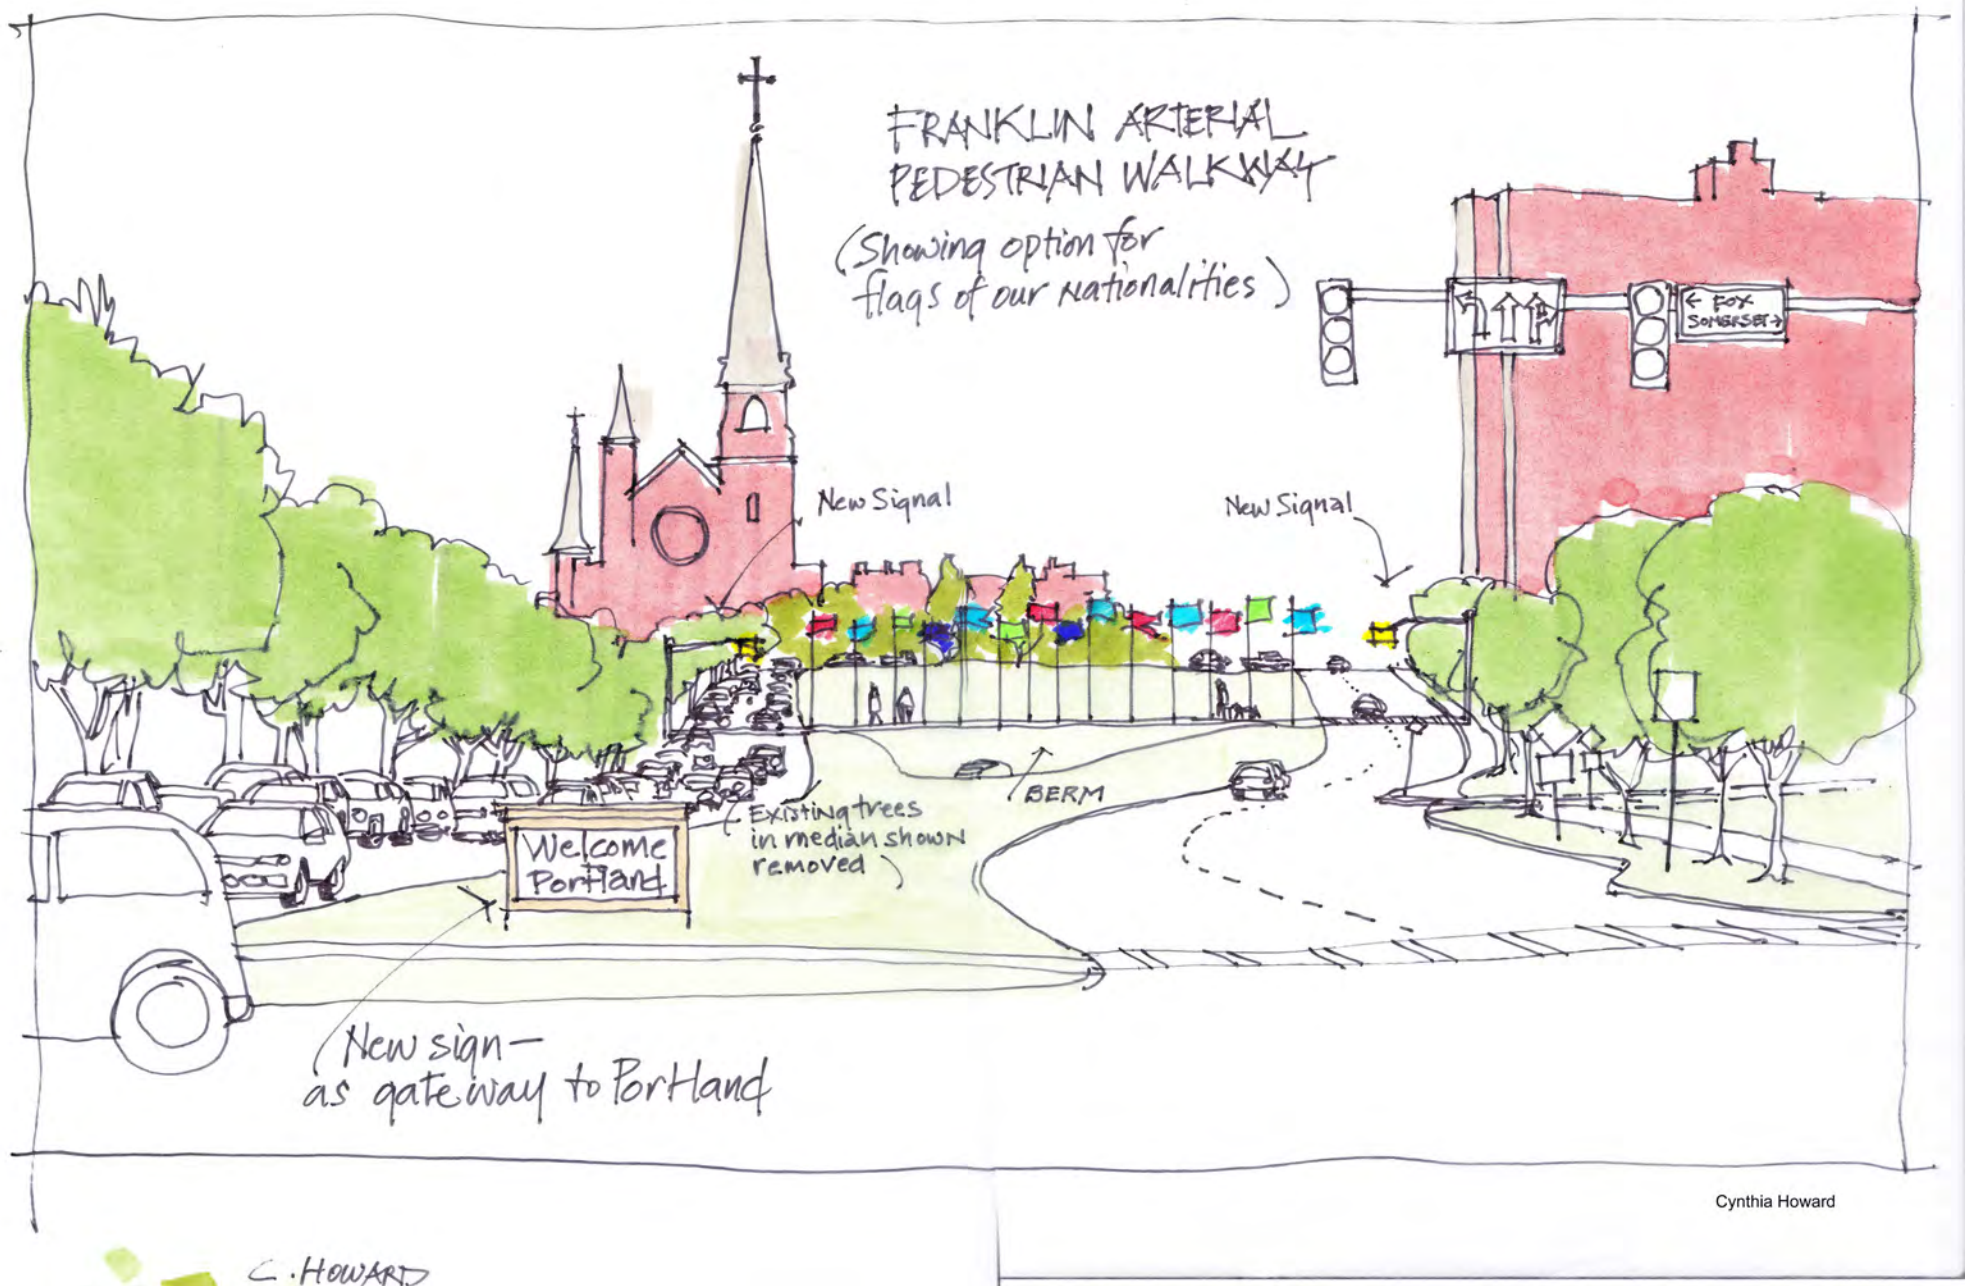 FRANKLIN ARTERIAL
PEDESTRIAN WALKWAY
(Showing option for
flags of our Nationalities)
← FOX
SOMERSET →
New Signal
New Signal
BERM
Existing trees
in median shown
removed
Welcome
Portland
New sign —
as gateway to Portland
Cynthia Howard
C. HOWARD